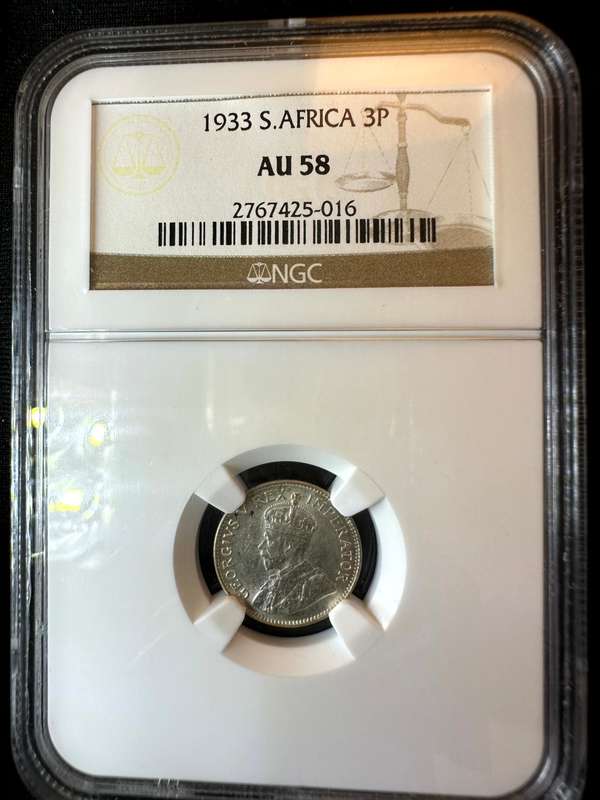 1933 S.AFRICA 3P
AU 58
2767425-016
NGC
GEORGIVS V REX IMPERATOR